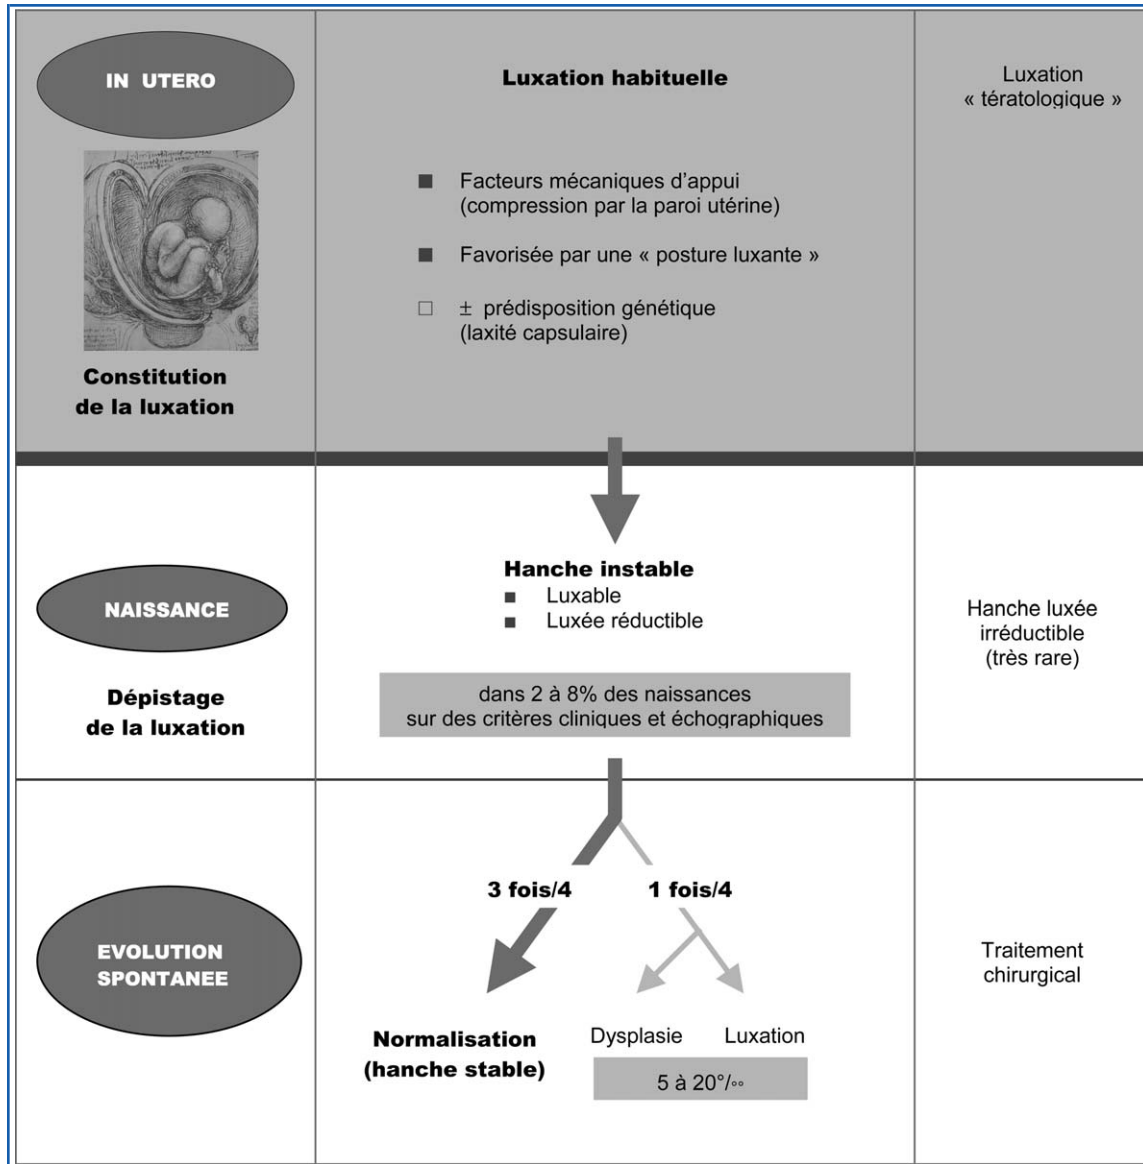 IN UTERO
Constitution
de la luxation
Luxation habituelle
■ Facteurs mécaniques d'appui
(compression par la paroi utérine)
■ Favorisée par une « posture luxante »
□ ± prédisposition génétique
(laxité capsulaire)
Luxation
« tératologique »
NAISSANCE
Dépistage
de la luxation
Hanche instable
■ Luxable
■ Luxée réductible
dans 2 à 8% des naissances
sur des critères cliniques et échographiques
Hanche luxée
irréductible
(très rare)
EVOLUTION
SPONTANEE
3 fois/4
1 fois/4
Normalisation
(hanche stable)
Dysplasie
Luxation
5 à 20°/°°
Traitement
chirurgical